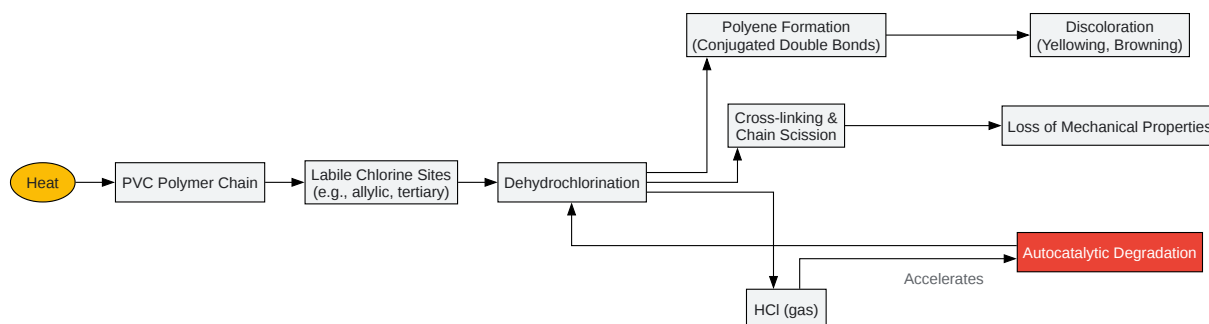 Polyene Formation
(Conjugated Double Bonds)
Discoloration
(Yellowing, Browning)
Cross-linking &
Chain Scission
Loss of Mechanical Properties
Heat
PVC Polymer Chain
Labile Chlorine Sites
(e.g., allylic, tertiary)
Dehydrochlorination
Autocatalytic Degradation
Accelerates
HCl (gas)